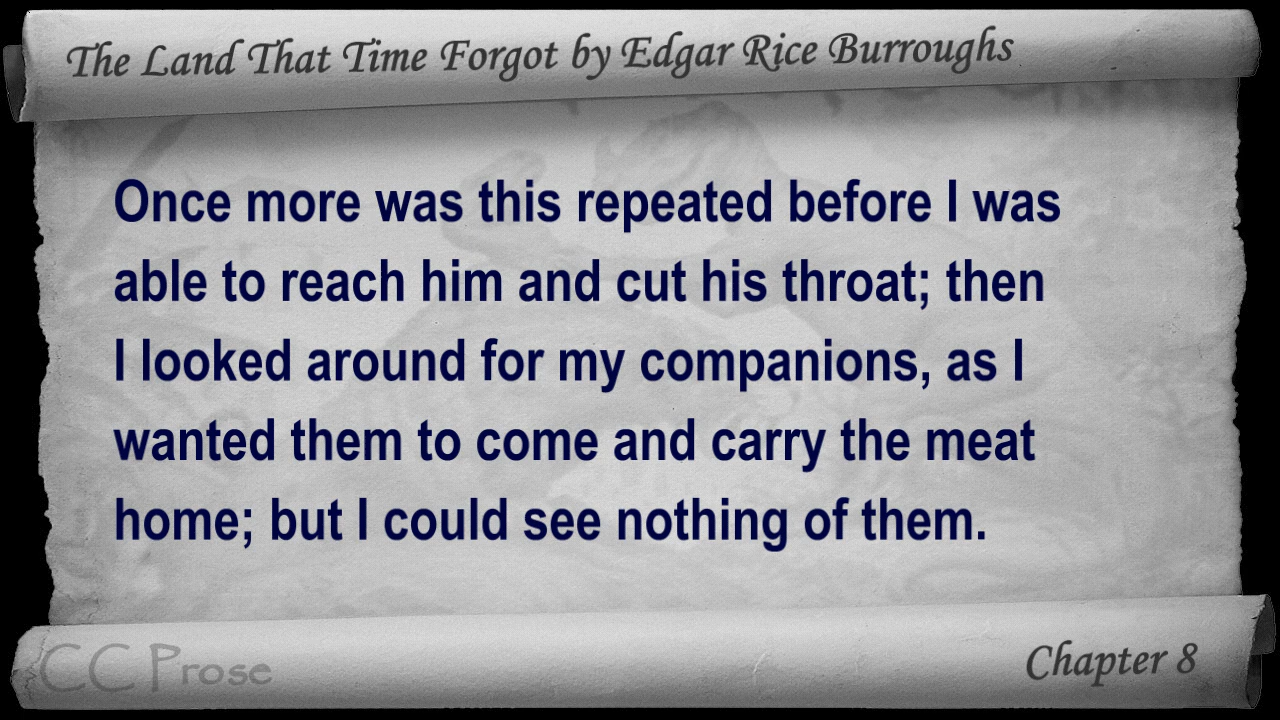 The Land That Time Forgot by Edgar Rice Burroughs
Once more was this repeated before I was
able to reach him and cut his throat; then
I looked around for my companions, as I
wanted them to come and carry the meat
home; but I could see nothing of them.
CC Prose
Chapter 8